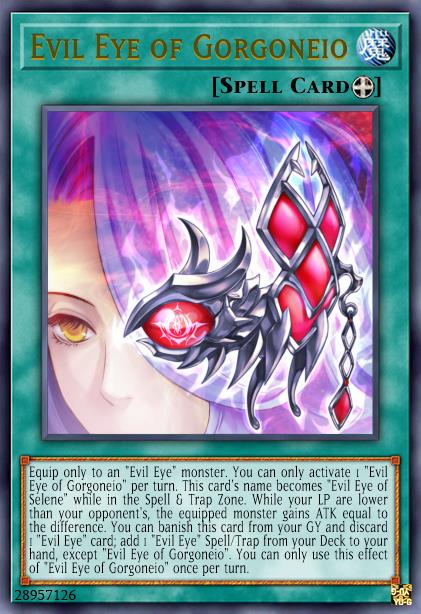 Evil Eye of Gorgoneio
魔
[Spell Card]
Equip only to an "Evil Eye" monster. You can only activate 1 "Evil
Eye of Gorgoneio" per turn. This card's name becomes "Evil Eye of
Selene" while in the Spell & Trap Zone. While your LP are lower
than your opponent's, the equipped monster gains ATK equal to
the difference. You can banish this card from your GY and discard
1 "Evil Eye" card; add 1 "Evil Eye" Spell/Trap from your Deck to your
hand, except "Evil Eye of Gorgoneio". You can only use this effect
of "Evil Eye of Gorgoneio" once per turn.
28957126